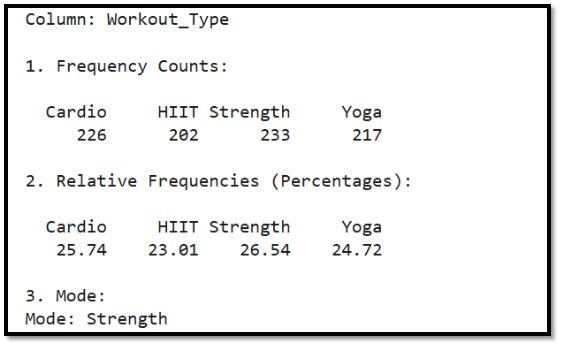 Column: Workout_Type
1. Frequency Counts:
Cardio HIIT Strength Yoga
226 202 233 217
2. Relative Frequencies (Percentages):
Cardio HIIT Strength Yoga
25.74 23.01 26.54 24.72
3. Mode:
Mode: Strength